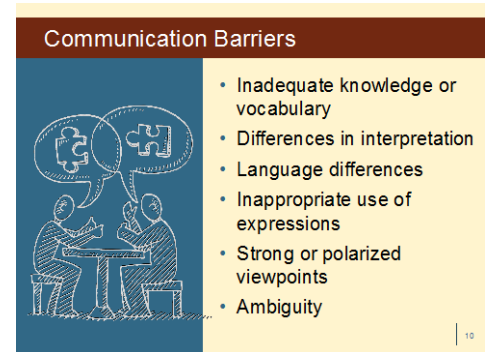 Communication Barriers
• Inadequate knowledge or
vocabulary
• Differences in interpretation
• Language differences
• Inappropriate use of
expressions
• Strong or polarized
viewpoints
• Ambiguity
10